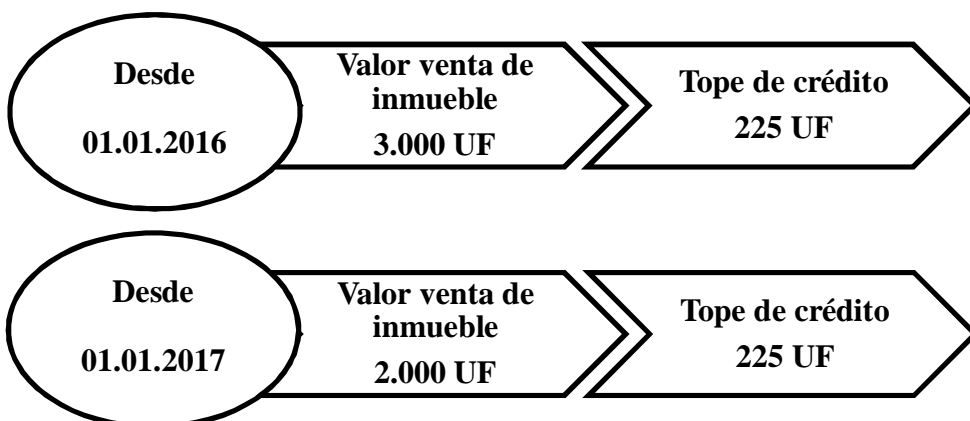 Desde
01.01.2016
Valor venta de
inmueble
3.000 UF
Tope de crédito
225 UF
Desde
01.01.2017
Valor venta de
inmueble
2.000 UF
Tope de crédito
225 UF